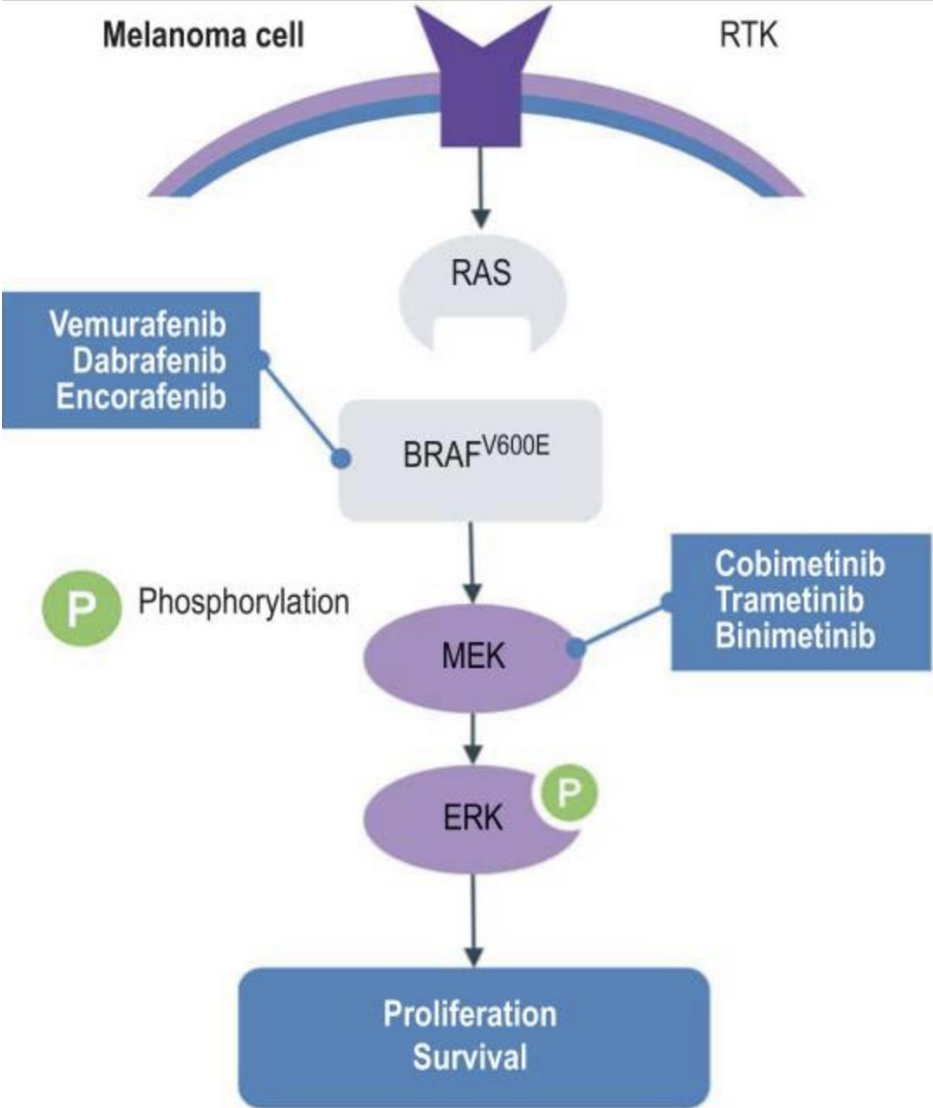 Melanoma cell
RTK
RAS
Vemurafenib
Dabrafenib
Encorafenib
BRAFV600E
Cobimetinib
Trametinib
Binimetinib
P Phosphorylation
MEK
ERK
P
Proliferation
Survival